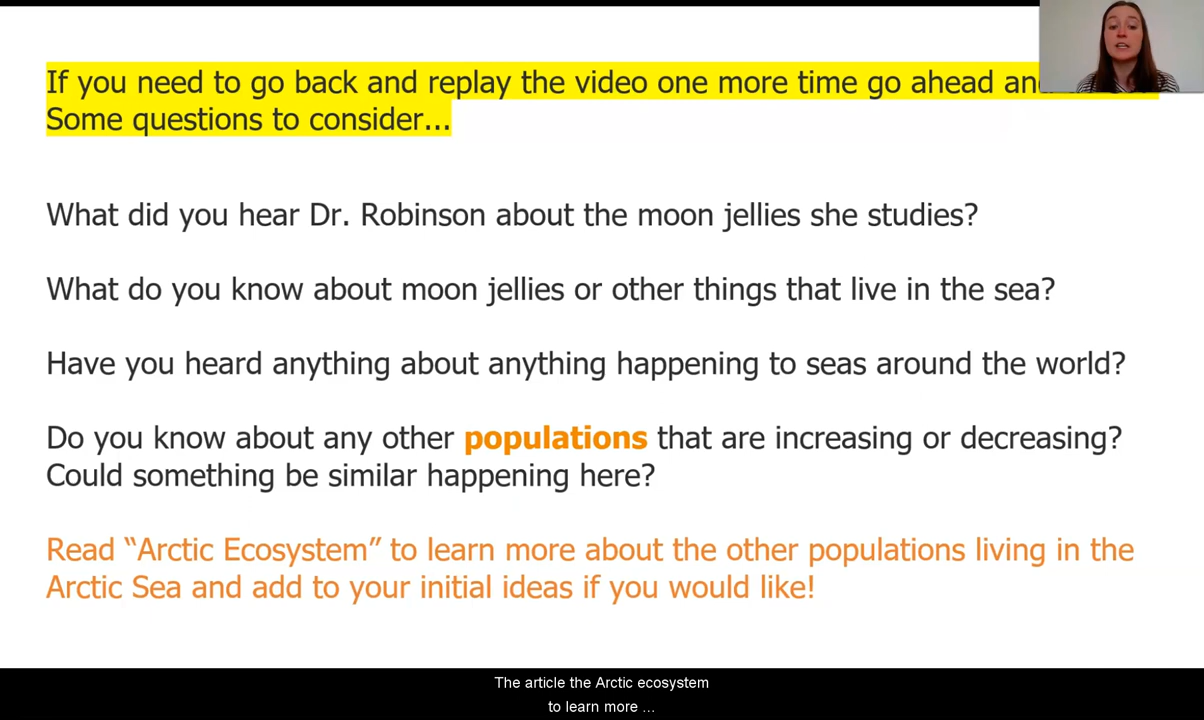 If you need to go back and replay the video one more time go ahead and
Some questions to consider...
What did you hear Dr. Robinson about the moon jellies she studies?
What do you know about moon jellies or other things that live in the sea?
Have you heard anything about anything happening to seas around the world?
Do you know about any other populations that are increasing or decreasing?
Could something be similar happening here?
Read “Arctic Ecosystem” to learn more about the other populations living in the
Arctic Sea and add to your initial ideas if you would like!
The article the Arctic ecosystem
to learn more ...